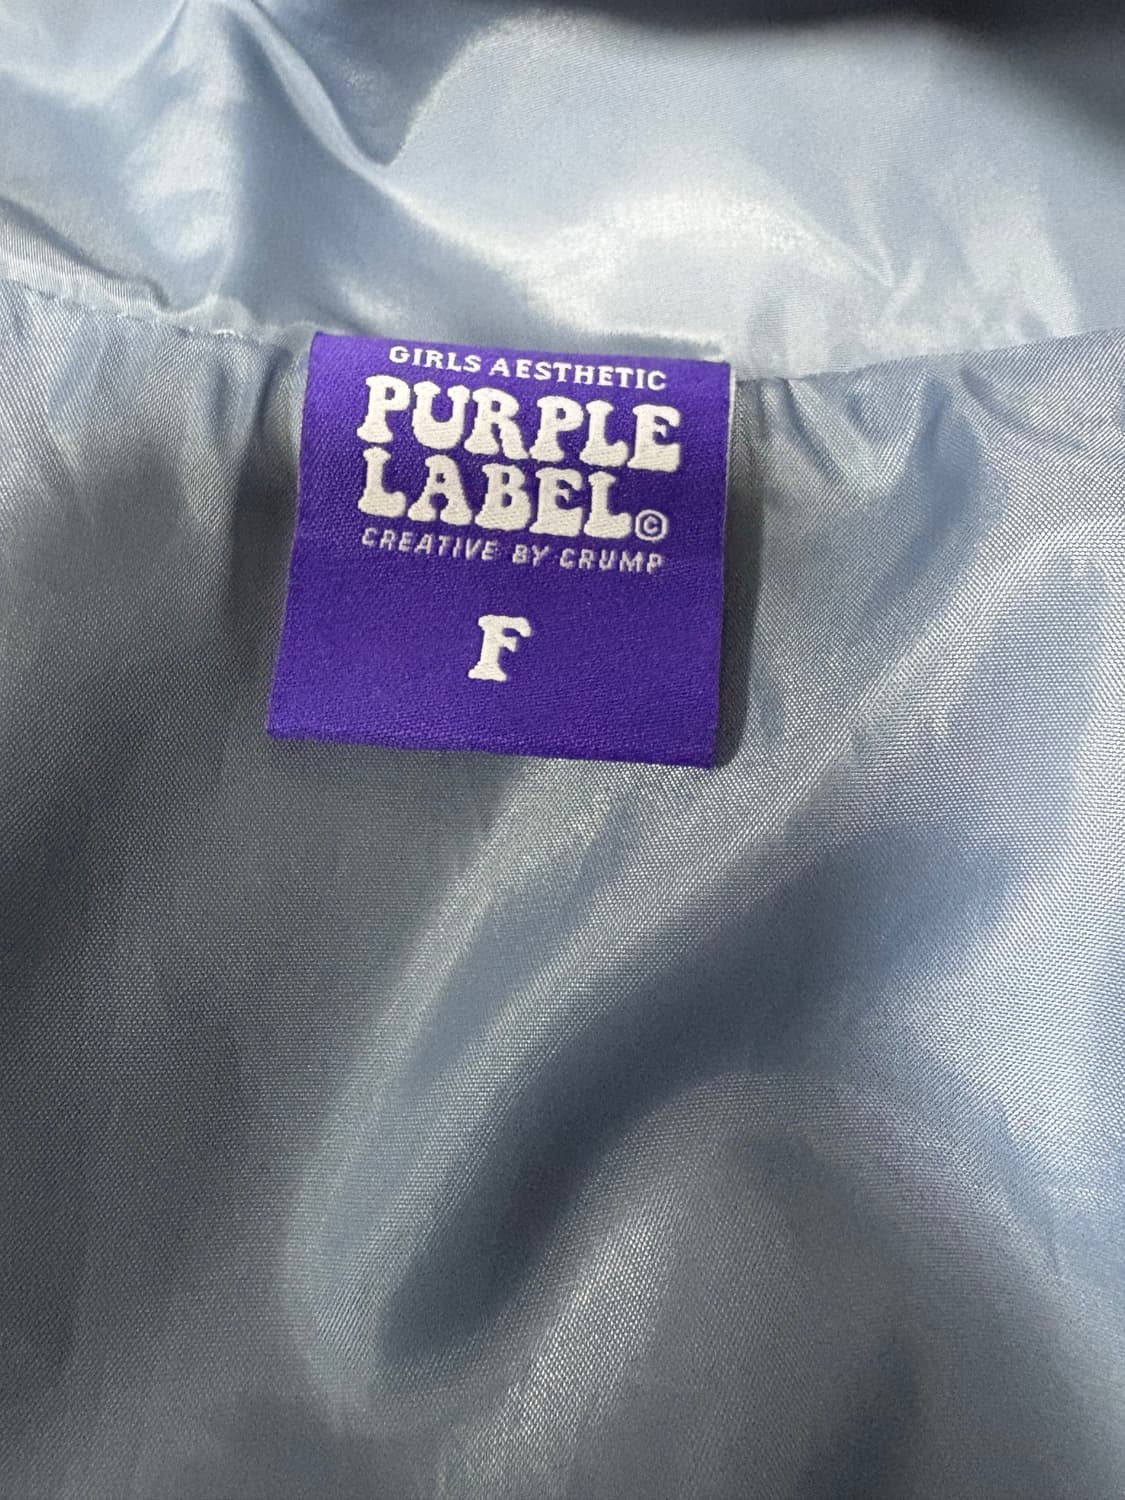 GIRLS AESTHETIC
PURPLE
LABEL©
CREATIVE BY CRUMP
F